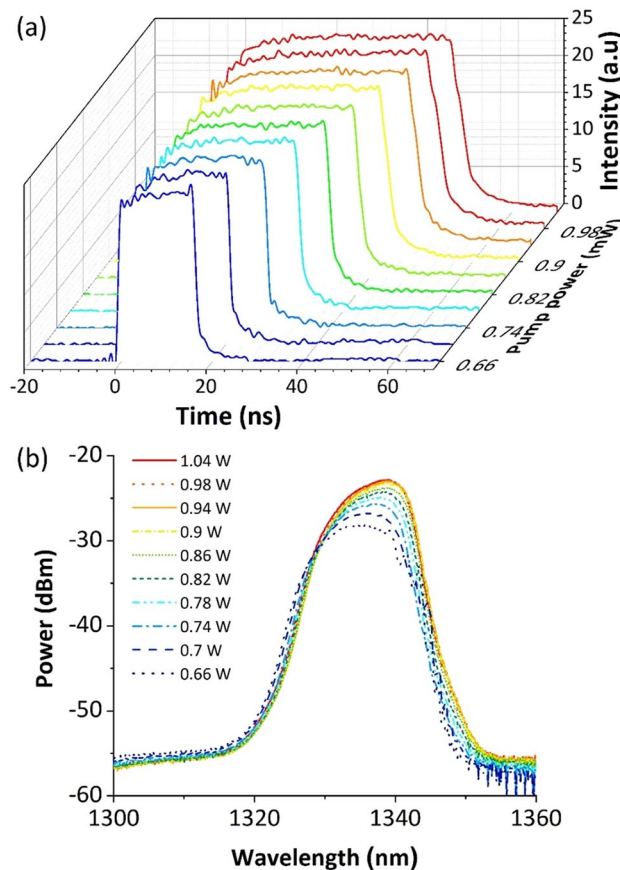 (a)
25
20
15
10
5
0
Intensity (a.u)
0.98
0.9
0.82
0.74
0.66
Pump power (mW)
-20 0 20 40 60
Time (ns)
(b)
-20
-30
-40
-50
-60
Power (dBm)
1.04 W
0.98 W
0.94 W
0.9 W
0.86 W
0.82 W
0.78 W
0.74 W
0.7 W
0.66 W
1300 1320 1340 1360
Wavelength (nm)